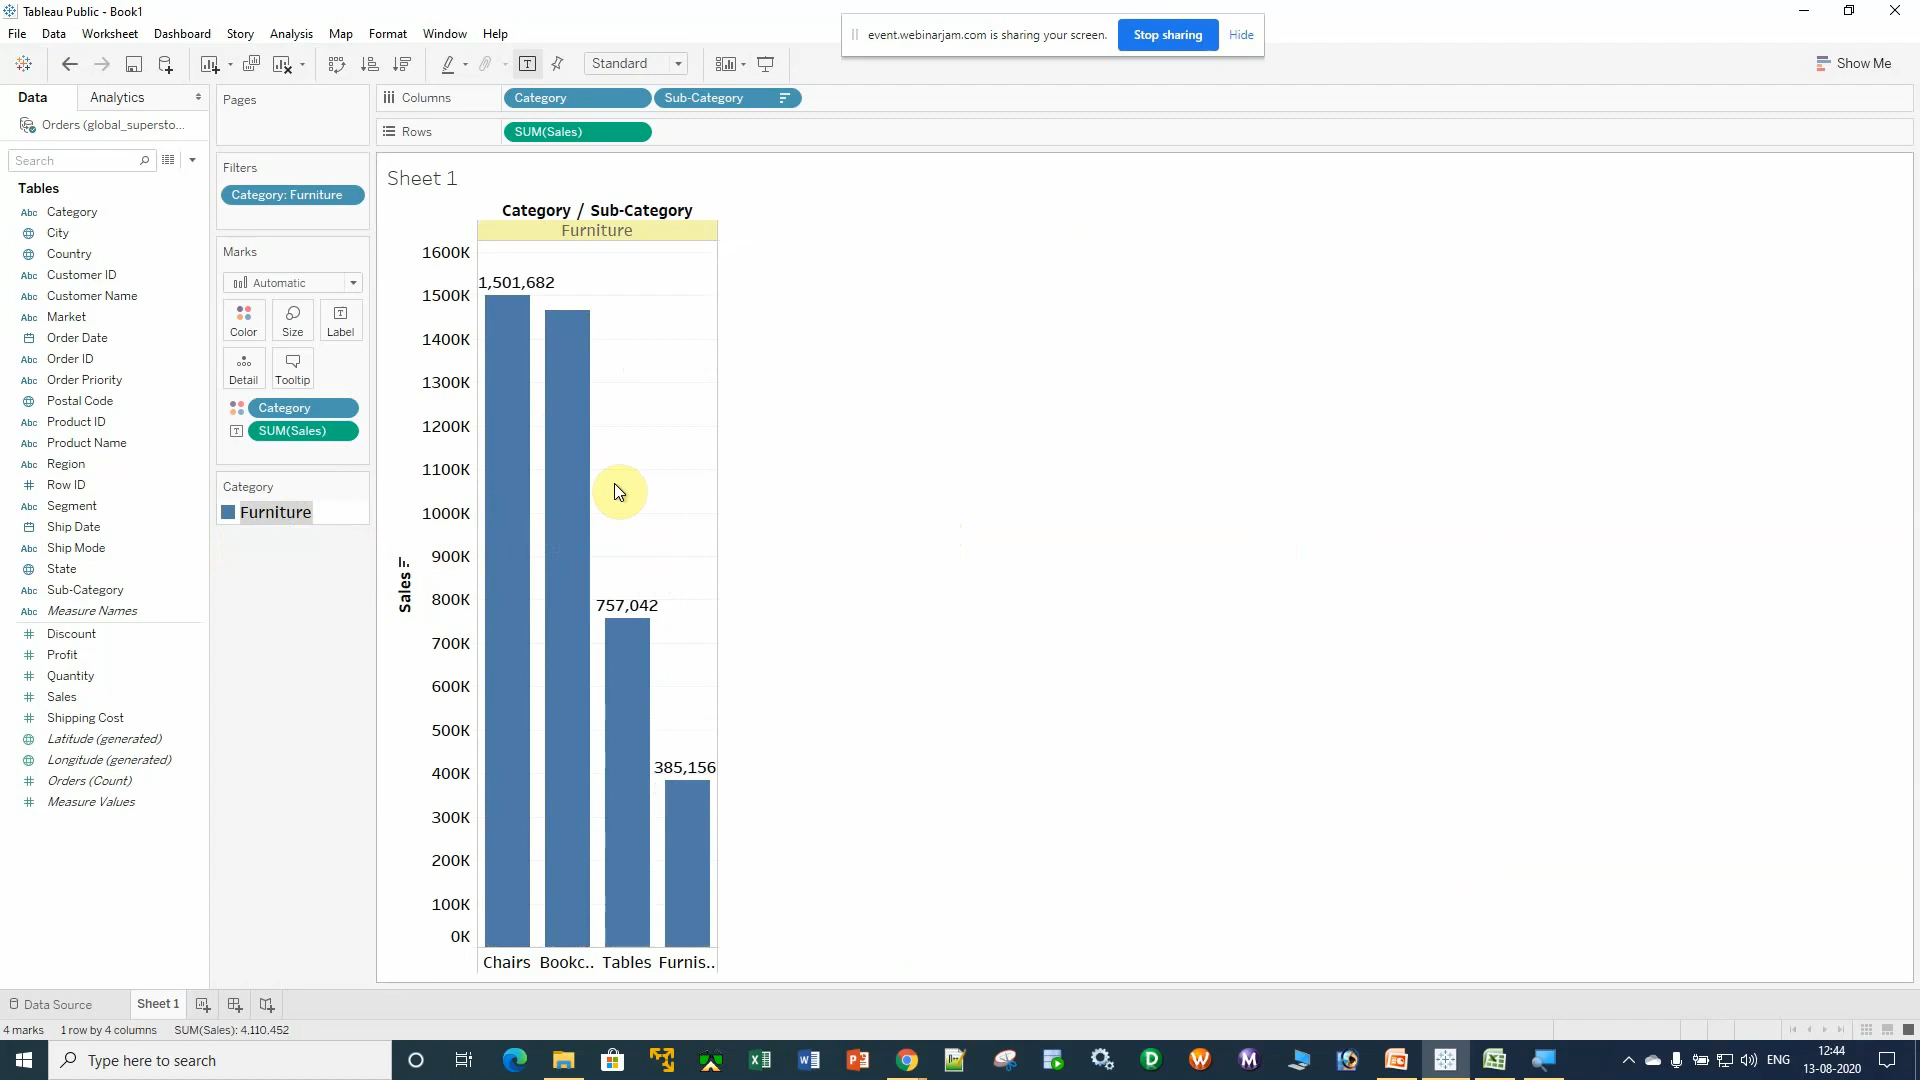 Tableau Public - Book1
File Data Worksheet Dashboard Story Analysis Map Format Window Help
event.webinarjam.com is sharing your screen. Stop sharing Hide
Standard
Show Me
Data Analytics
Orders (global_supersto...
Search
Tables
Category
City
Country
Customer ID
Customer Name
Market
Order Date
Order ID
Order Priority
Postal Code
Product ID
Product Name
Region
Row ID
Segment
Ship Date
Ship Mode
State
Sub-Category
Measure Names
Discount
Profit
Quantity
Sales
Shipping Cost
Latitude (generated)
Longitude (generated)
Orders (Count)
Measure Values
Pages
Filters
Category: Furniture
Marks
Automatic
Color Size Label
Detail Tooltip
Category
SUM(Sales)
Category
Furniture
Columns Category Sub-Category
Rows SUM(Sales)
Sheet 1
Category / Sub-Category
Furniture
1600K
1500K
1400K
1300K
1200K
1100K
1000K
900K
800K
700K
600K
500K
400K
300K
200K
100K
0K
Sales
1,501,682
757,042
385,156
Chairs Bookc.. Tables Furnis..
Data Source Sheet 1
4 marks 1 row by 4 columns SUM(Sales): 4,110,452
Type here to search
ENG
12:44
13-08-2020